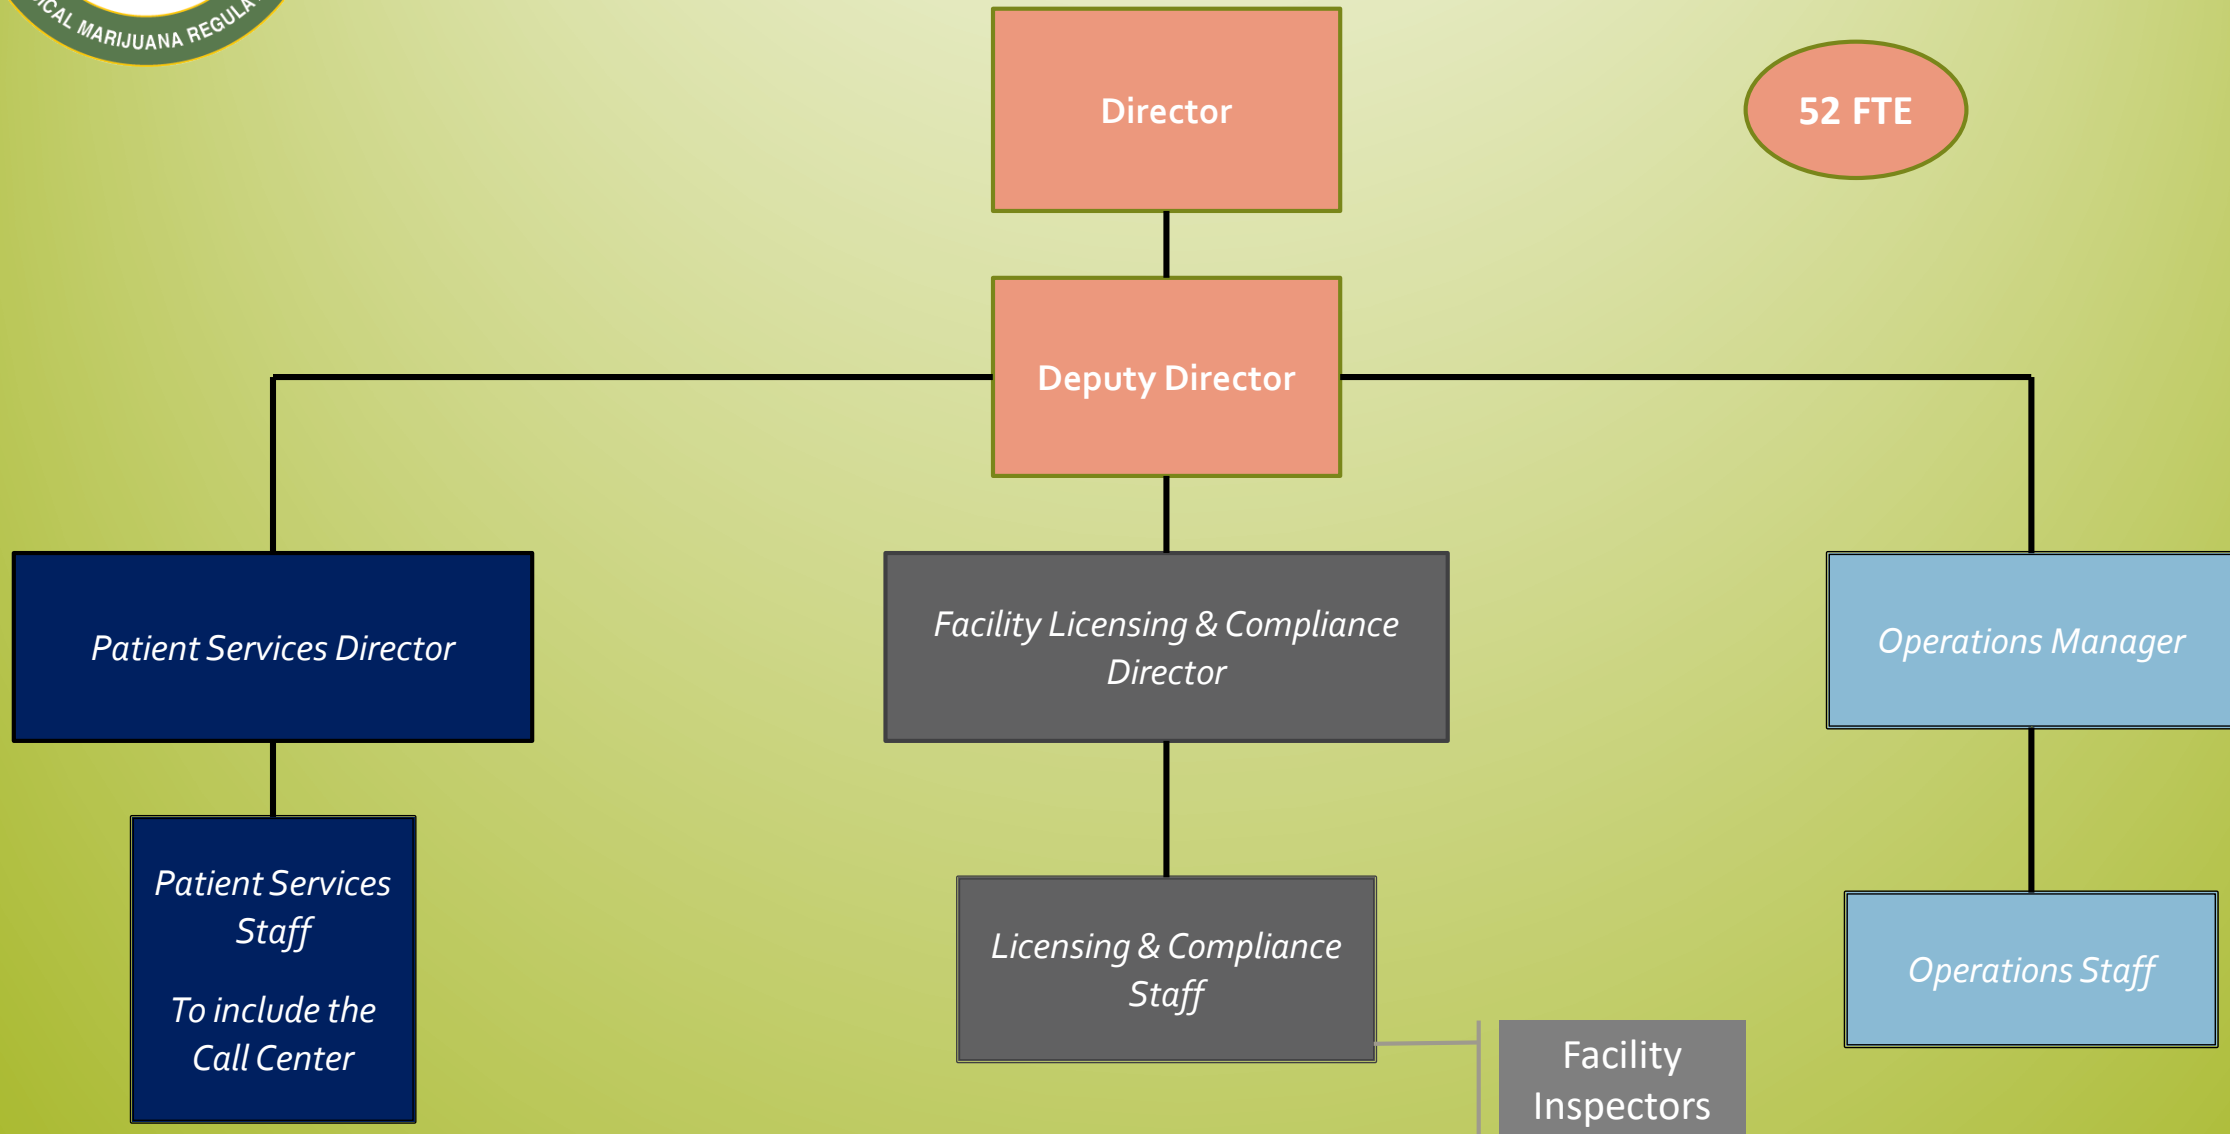 MARIJUANA
Director
52 FTE
Deputy Director
Patient Services Director
Facility Licensing & Compliance
Director
Operations Manager
Patient Services
Staff
To include the
Call Center
Licensing & Compliance
Staff
Operations Staff
Facility
Inspectors